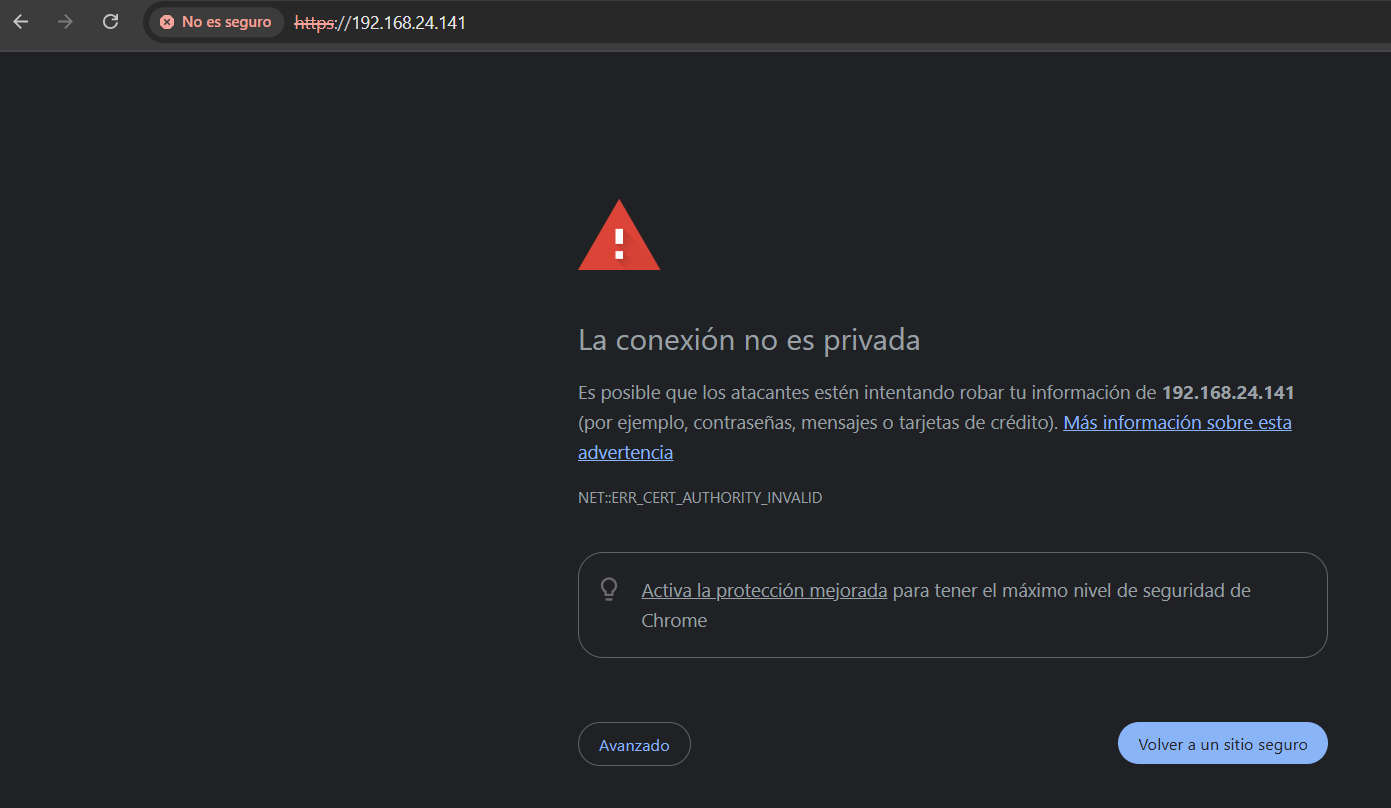 No es seguro https://192.168.24.141
La conexión no es privada
Es posible que los atacantes estén intentando robar tu información de 192.168.24.141
(por ejemplo, contraseñas, mensajes o tarjetas de crédito). Más información sobre esta
advertencia
NET::ERR_CERT_AUTHORITY_INVALID
Activa la protección mejorada para tener el máximo nivel de seguridad de
Chrome
Avanzado
Volver a un sitio seguro